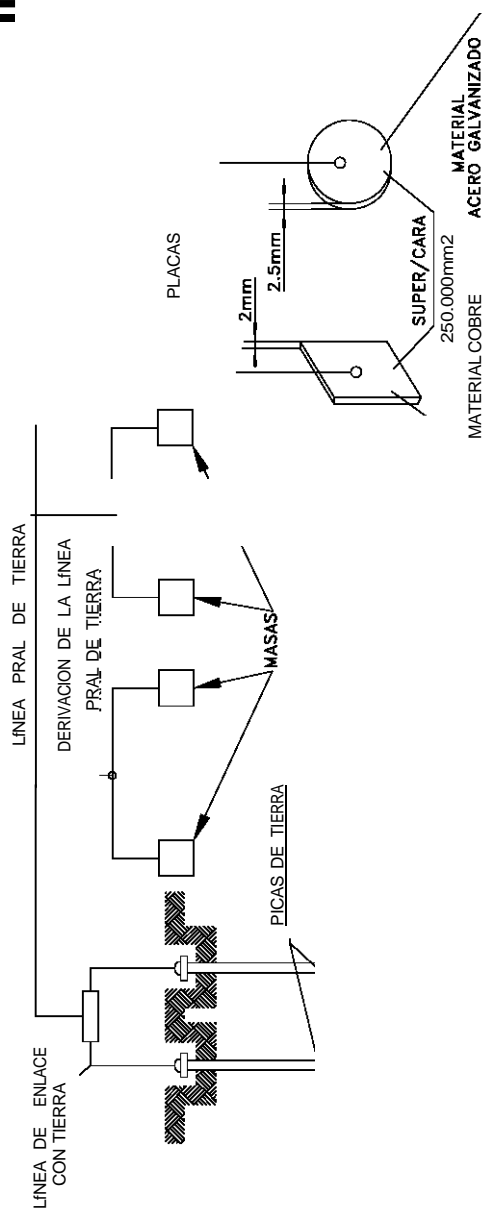 LÍNEA DE ENLACE
CON TIERRA
LÍNEA PRAL DE TIERRA
DERIVACION DE LA LÍNEA
PRAL DE TIERRA
PICAS DE TIERRA
MASAS
PLACAS
2mm
2.5mm
SUPER/CARA
250.000mm2
MATERIAL COBRE
MATERIAL
ACERO GALVANIZADO